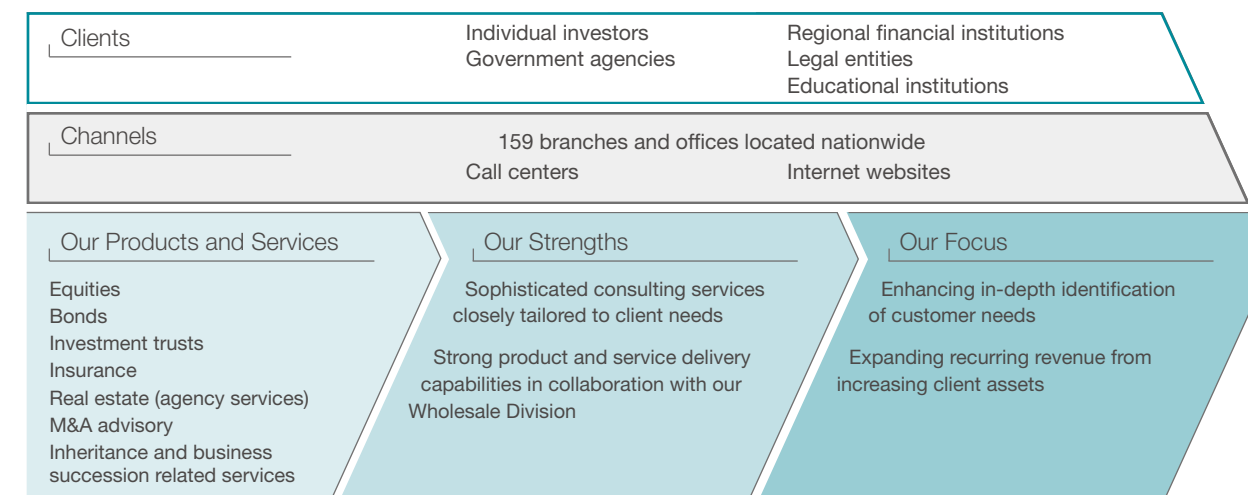 Clients
Individual investors
Government agencies
Regional financial institutions
Legal entities
Educational institutions
Channels
159 branches and offices located nationwide
Call centers
Internet websites
Our Products and Services
Equities
Bonds
Investment trusts
Insurance
Real estate (agency services)
M&A advisory
Inheritance and business
succession related services
Our Strengths
Sophisticated consulting services
closely tailored to client needs
Strong product and service delivery
capabilities in collaboration with our
Wholesale Division
Our Focus
Enhancing in-depth identification
of customer needs
Expanding recurring revenue from
increasing client assets